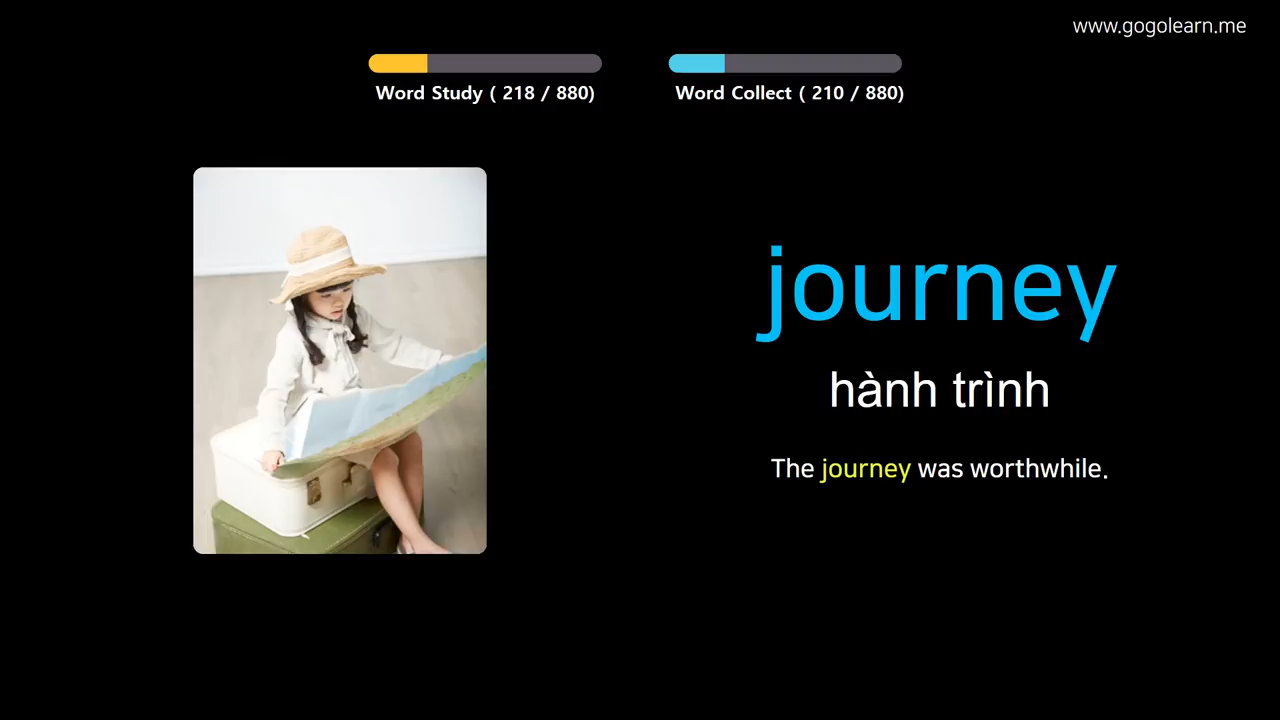 www.gogolearn.me
Word Study ( 218 / 880)
Word Collect ( 210 / 880)
journey
hành trình
The journey was worthwhile.